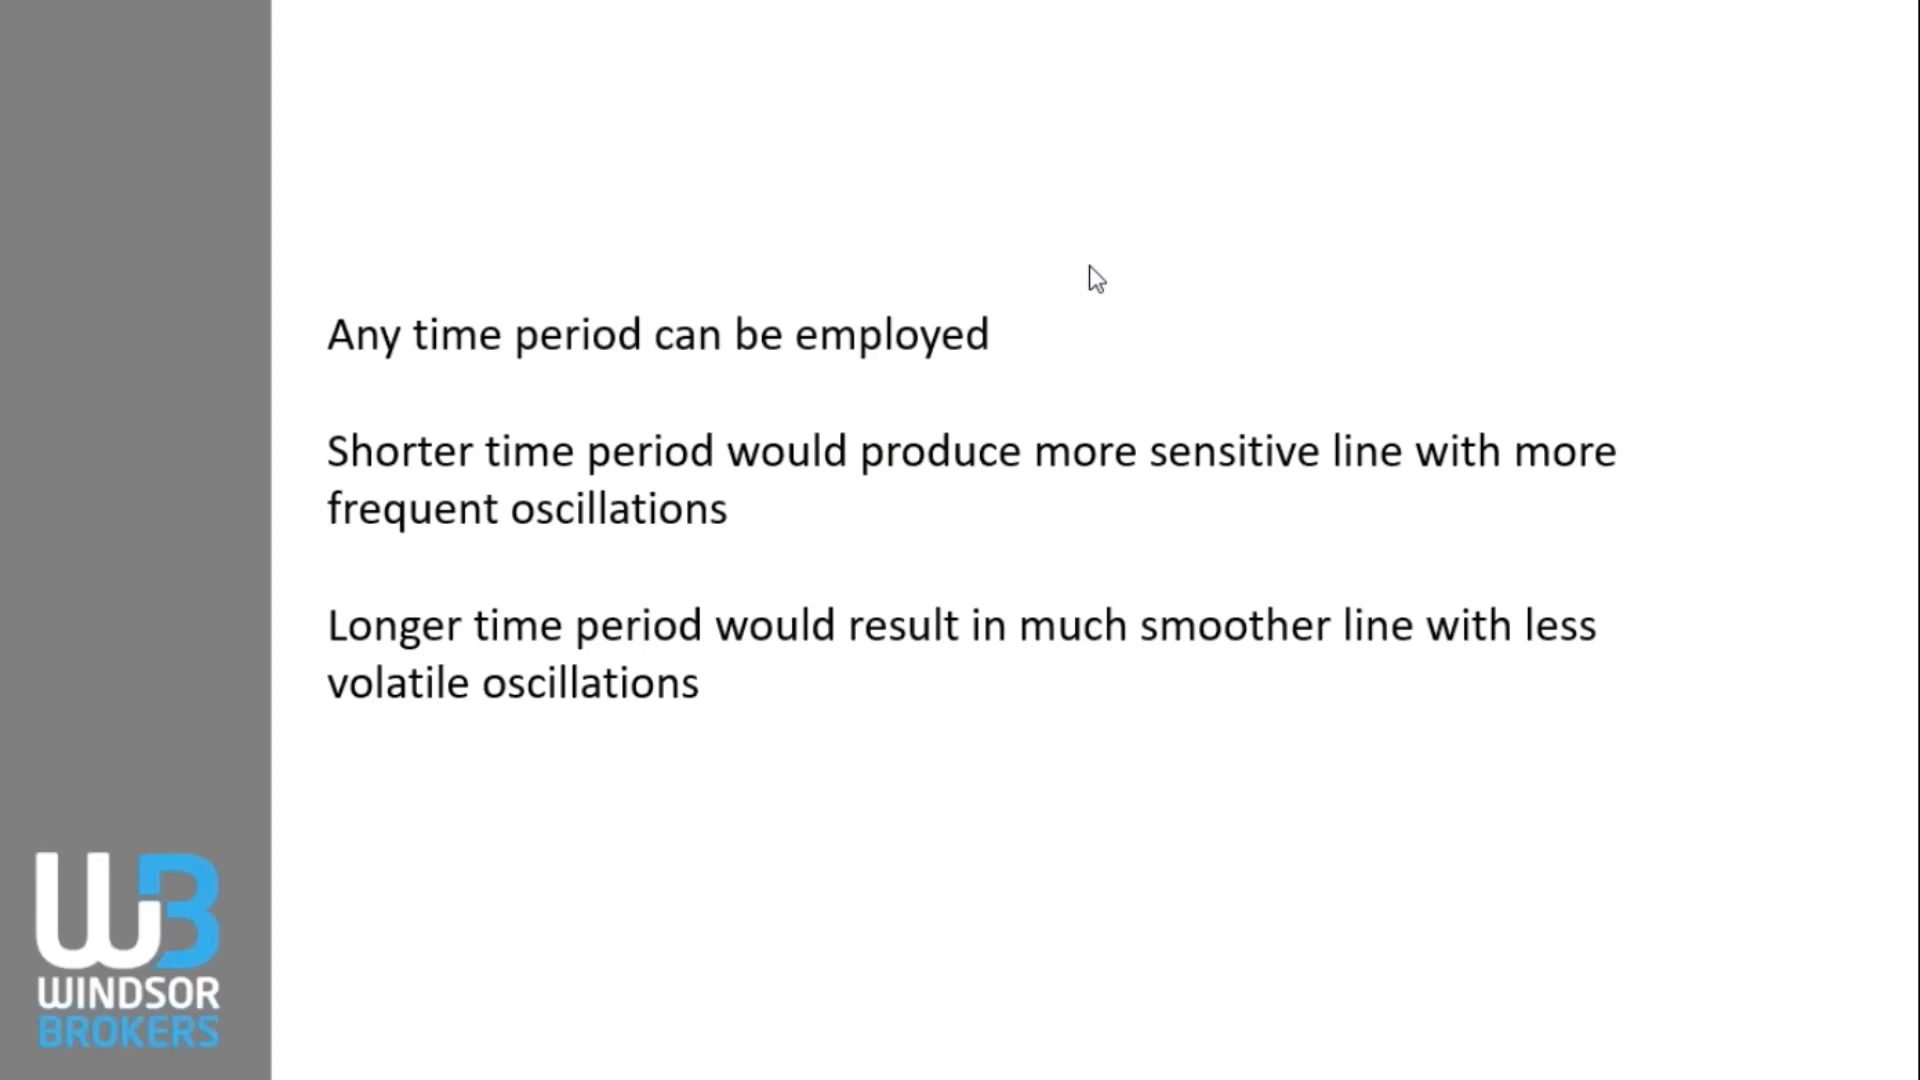 Any time period can be employed
Shorter time period would produce more sensitive line with more
frequent oscillations
Longer time period would result in much smoother line with less
volatile oscillations
WB
WINDSOR
BROKERS